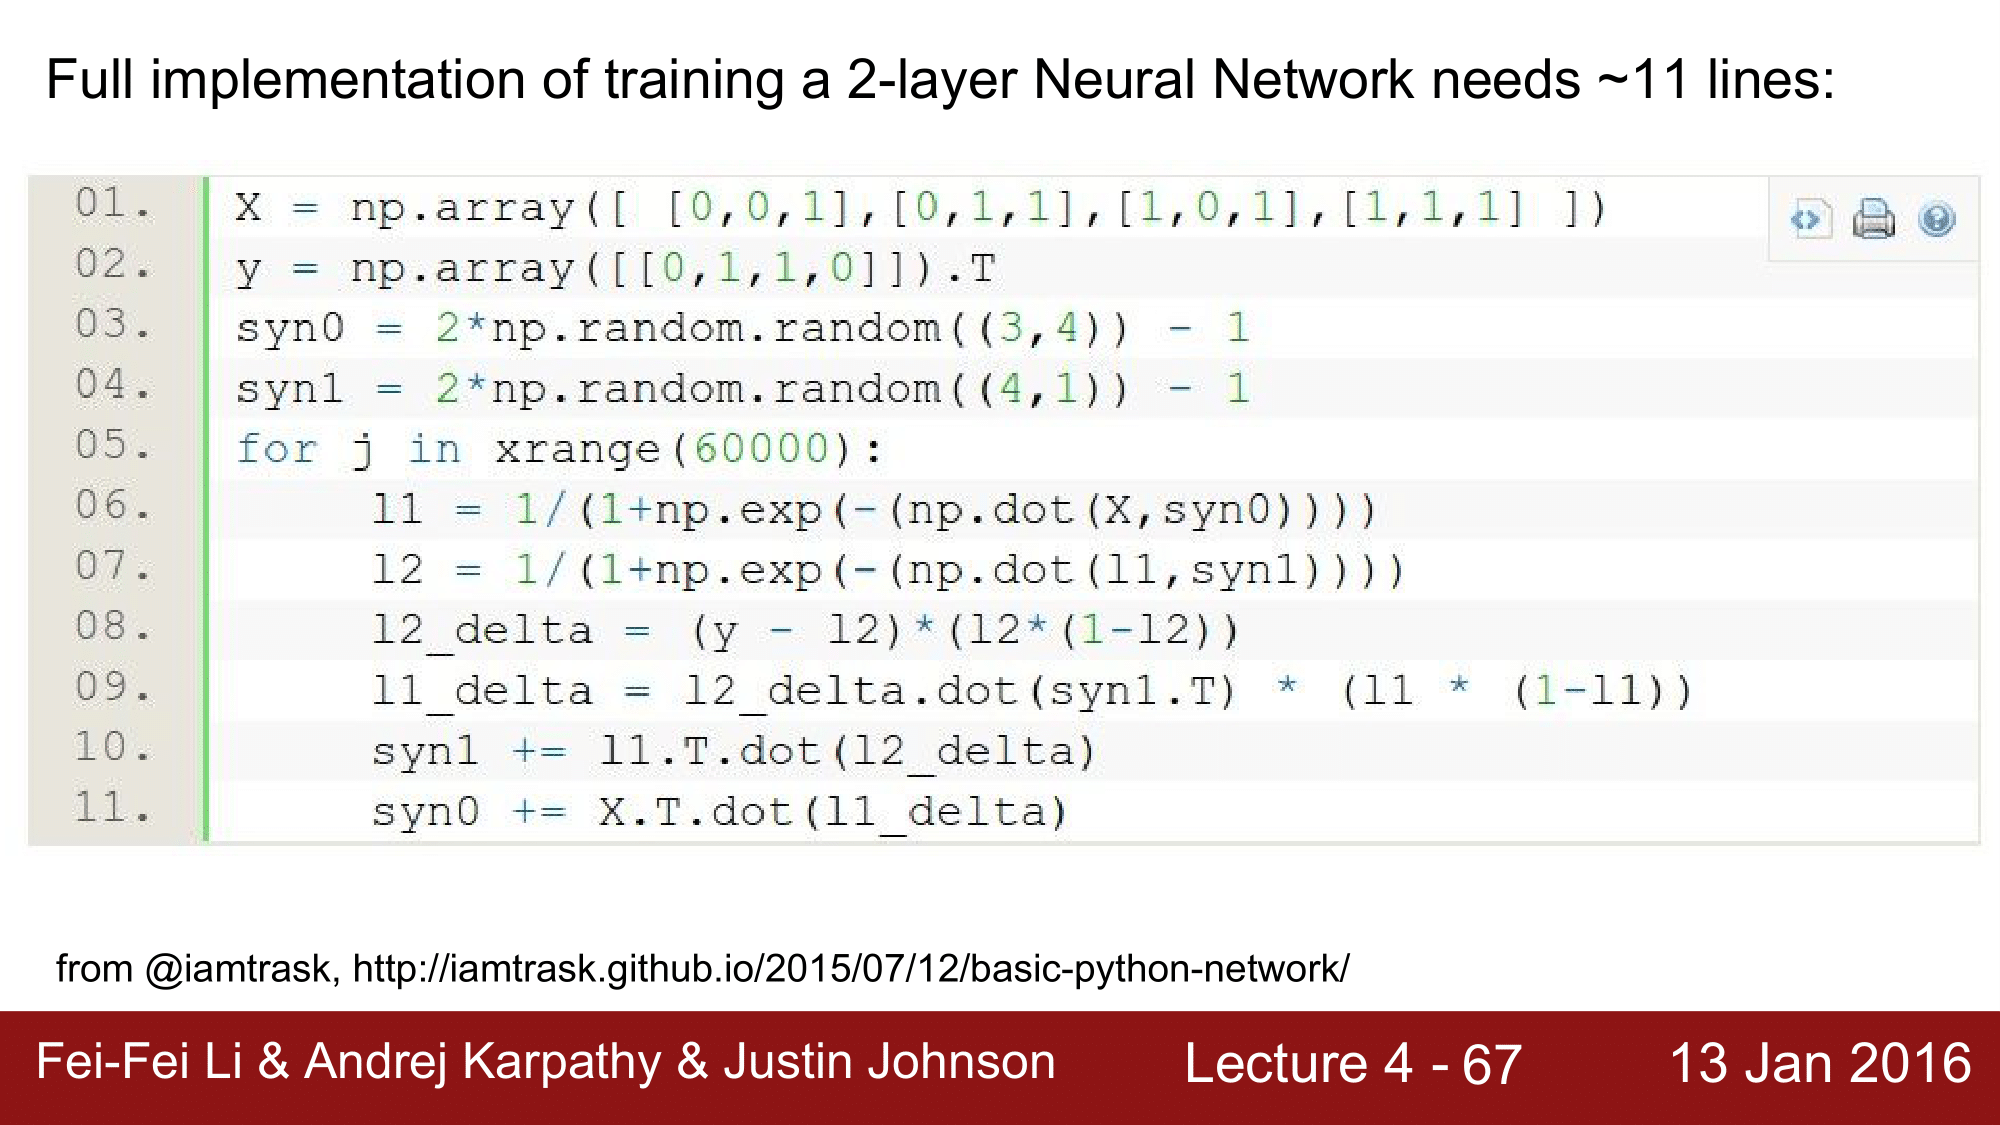 Full implementation of training a 2-layer Neural Network needs ~11 lines:
01. X = np.array([ [0,0,1],[0,1,1],[1,0,1],[1,1,1] ])
02. y = np.array([[0,1,1,0]]).T
03. syn0 = 2*np.random.random((3,4)) - 1
04. syn1 = 2*np.random.random((4,1)) - 1
05. for j in xrange(60000):
06.     l1 = 1/(1+np.exp(-(np.dot(X,syn0))))
07.     l2 = 1/(1+np.exp(-(np.dot(l1,syn1))))
08.     l2_delta = (y - l2)*(l2*(1-l2))
09.     l1_delta = l2_delta.dot(syn1.T) * (l1 * (1-l1))
10.     syn1 += l1.T.dot(l2_delta)
11.     syn0 += X.T.dot(l1_delta)
from @iamtrask, http://iamtrask.github.io/2015/07/12/basic-python-network/
Fei-Fei Li & Andrej Karpathy & Justin Johnson Lecture 4 - 67 13 Jan 2016